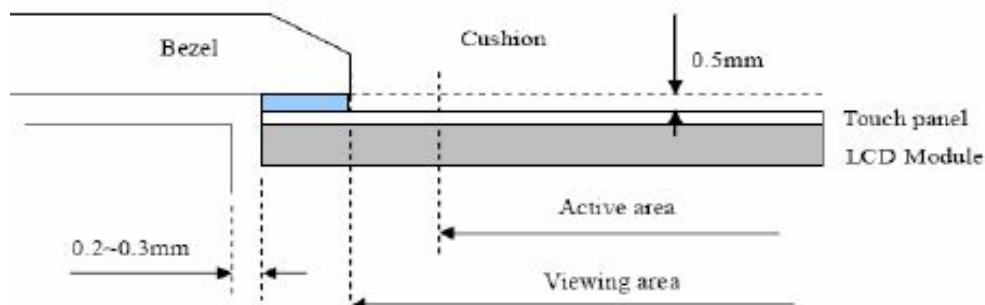 Bezel
Cushion
0.5mm
Touch panel
LCD Module
Active area
0.2~0.3mm
Viewing area